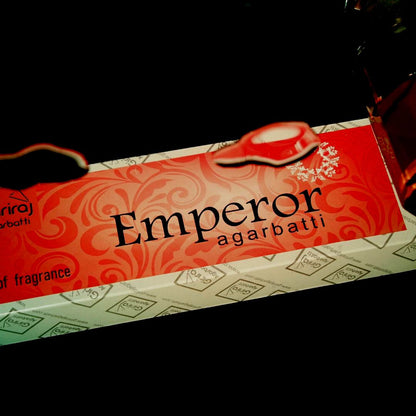 riraj
arbatti
Emperor
agarbatti
of fragrance